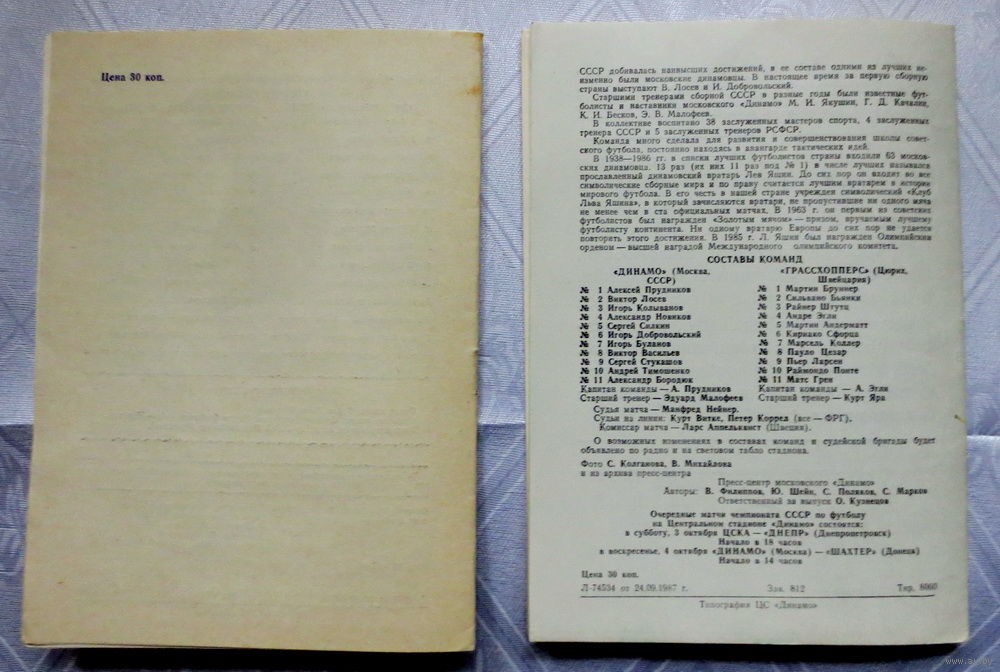 Цена 30 коп.
СССР добивалась наивысших достижений, в ее составе одними из лучших не-
изменно были московские динамовцы. В настоящее время за первую сборную
страны выступают В. Лосев и И. Добровольский.
Старшими тренерами сборной СССР в разные годы были известные фут-
болисты и наставники московского «Динамо» М. И. Якушин, Г. Д. Качалин,
К. И. Бесков, Э. В. Малофеев.
В коллективе воспитано 38 заслуженных мастеров спорта, 4 заслуженных
тренера СССР и 5 заслуженных тренеров РСФСР.
Команда много сделала для развития и совершенствования школы совет-
ского футбола, постоянно находясь в авангарде тактических идей.
В 1938—1986 гг. в списки лучших футболистов страны входили 63 москов-
ских динамовца. 13 раз (их них 11 раз под № 1) в числе лучших назывался
прославленный динамовский вратарь Лев Яшин. До сих пор он входит во все
символические сборные мира и по праву считается лучшим вратарем в истории
мирового футбола. В его честь в нашей стране учрежден символический «Клуб
Льва Яшина», в который зачисляются вратари, не пропустившие ни одного мяча
не менее чем в ста официальных матчах. В 1963 г. он первым из советских
футболистов был награжден «Золотым мячом» — призом, вручаемым лучшему
футболисту континента. Ни одному вратарю Европы до сих пор не удается
повторить этого достижения. В 1985 г. Л. Яшин был награжден Олимпийским
орденом — высшей наградой Международного олимпийского комитета.
СОСТАВЫ КОМАНД
«ДИНАМО» (Москва,
СССР)
№ 1 Алексей Прудников
№ 2 Виктор Лосев
№ 3 Игорь Колыванов
№ 4 Александр Новиков
№ 5 Сергей Силкин
№ 6 Игорь Добровольский
№ 7 Игорь Буланов
№ 8 Виктор Васильев
№ 9 Сергей Стукашов
№ 10 Андрей Тимошенко
№ 11 Александр Бородюк
Капитан команды — А. Прудников
Старший тренер — Эдуард Малофеев
«ГРАССХОППЕРС» (Цюрих,
Швейцария)
№ 1 Мартин Бруннер
№ 2 Сильвано Бьянки
№ 3 Райнер Штутц
№ 4 Андре Эгли
№ 5 Мартин Андерматт
№ 6 Кириако Сфорца
№ 7 Марсель Коллер
№ 8 Пауло Цезар
№ 9 Пьер Ларсен
№ 10 Раймондо Понте
№ 11 Матс Грен
Капитан команды — А. Эгли
Старший тренер — Курт Яра
Судья матча — Манфред Нейнер.
Судьи на линии: Курт Витке, Петер Коррел (все — ФРГ),
Комиссар матча — Ларс Аппельквист (Швеция).
О возможных изменениях в составах команд и судейской бригады будет
объявлено по радио и на световом табло стадиона.
Фото С. Колганова, В. Михайлова
и из архива пресс-центра
Пресс-центр московского «Динамо»
Авторы: В. Филиппов, Ю. Шейн, С. Поляков, С. Марков
Ответственный за выпуск О. Кузнецов
Очередные матчи чемпионата СССР по футболу
на Центральном стадионе «Динамо» состоятся:
в субботу, 3 октября ЦСКА — «ДНЕПР» (Днепропетровск)
Начало в 18 часов
в воскресенье, 4 октября «ДИНАМО» (Москва) — «ШАХТЕР» (Донецк)
Начало в 14 часов
Цена 30 коп.
Л-74534 от 24.09.1987 г. Зак. 812 Тир. 6000
Типография ЦС «Динамо»
www.ay.by